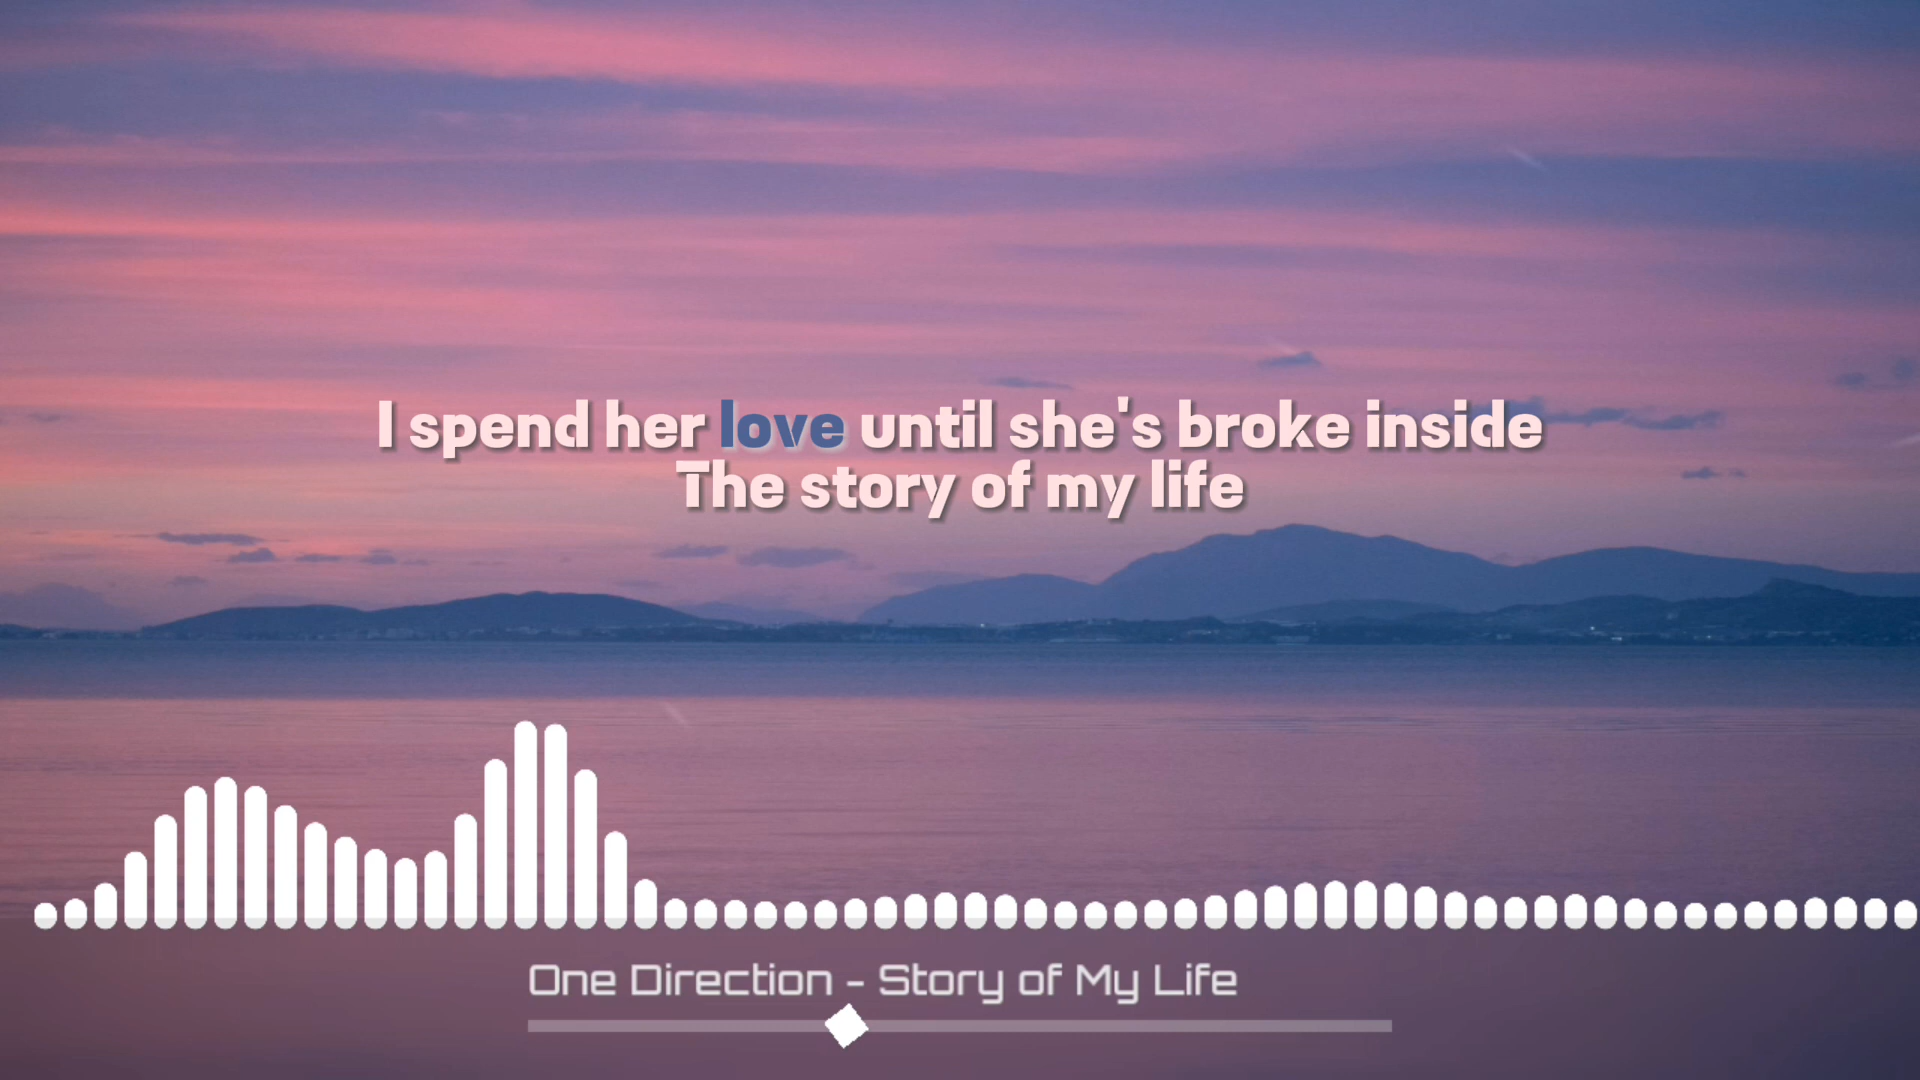 I spend her love until she's broke inside
The story of my life
One Direction - Story of My Life